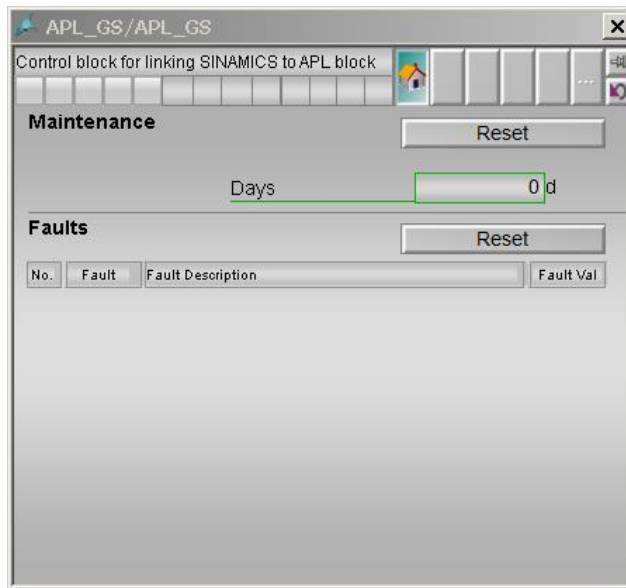 APL_GS/APL_GS
Control block for linking SINAMICS to APL block
...
Maintenance
Reset
Days
0 d
Faults
Reset
No. Fault Fault Description Fault Val